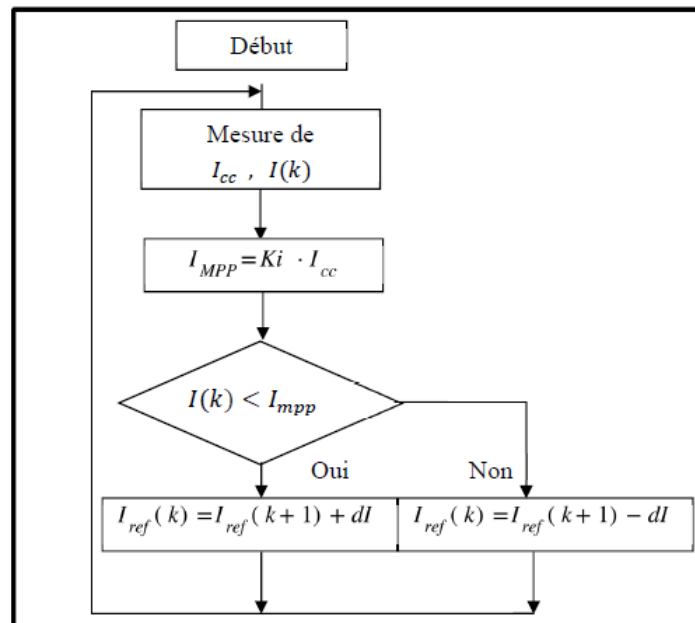 Début
Mesure de
I_cc , I(k)
I_MPP = Ki · I_cc
I(k) < I_mpp
Oui
Non
I_ref (k) = I_ref (k+1) + dI
I_ref (k) = I_ref (k+1) − dI